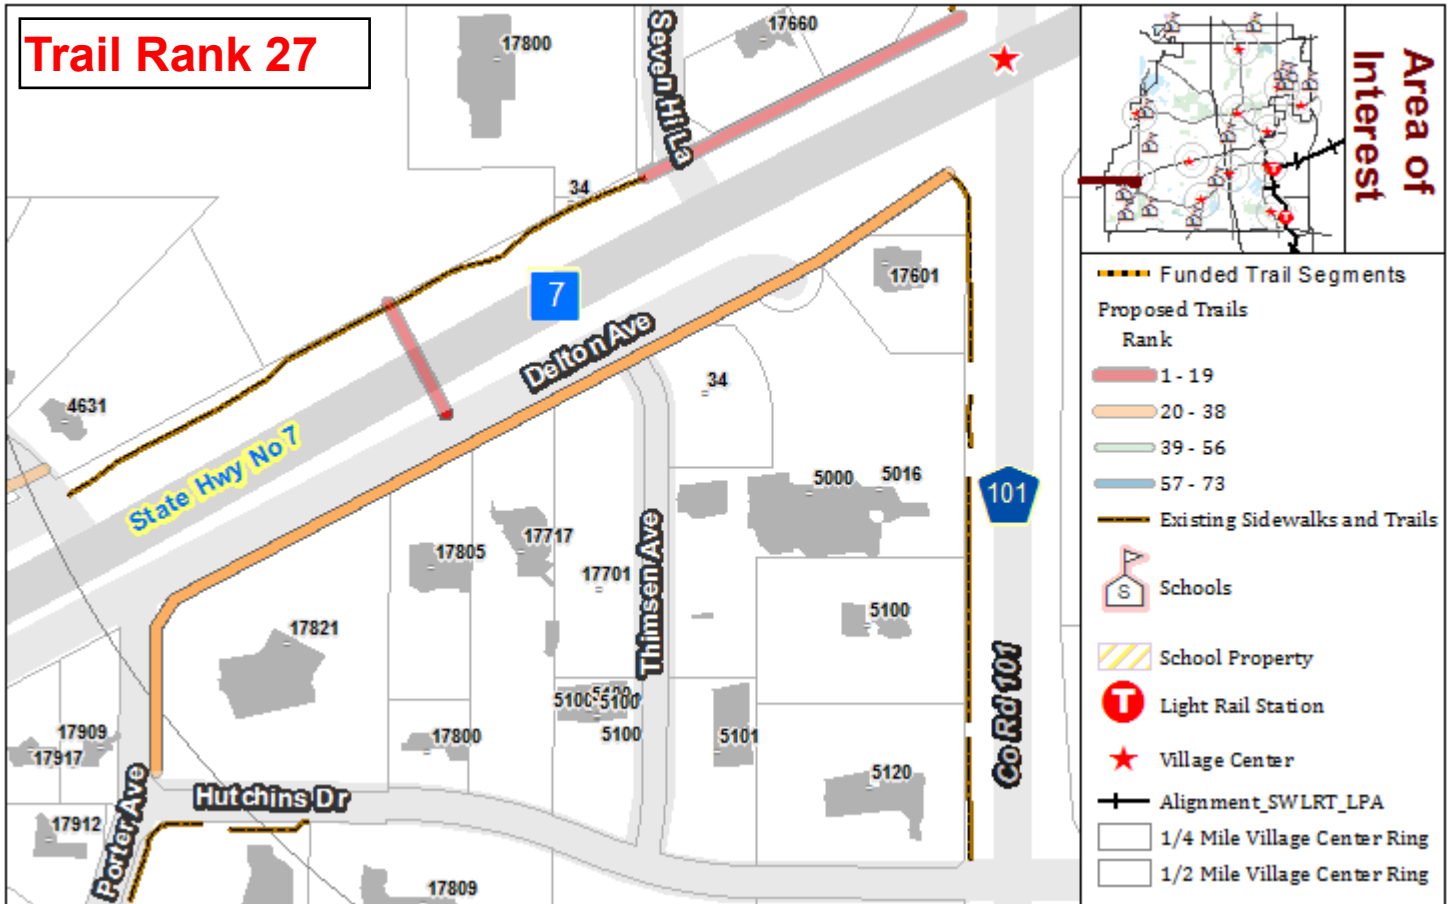 Trail Rank 27
17800
Seven Hi La
17660
34
7
Delton Ave
17601
34
4631
State Hwy No 7
5000
5016
101
17717
17805
17701
Thimsen Ave
5100
17821
Co Rd 101
5100
5100
5100
5101
17909
17917
17800
5120
Porter Ave
Hutchins Dr
17912
17809
Area of
Interest
T
T
Funded Trail Segments
Proposed Trails
Rank
1 - 19
20 - 38
39 - 56
57 - 73
Existing Sidewalks and Trails
S
Schools
School Property
T
Light Rail Station
Village Center
Alignment_SWLRT_LPA
1/4 Mile Village Center Ring
1/2 Mile Village Center Ring